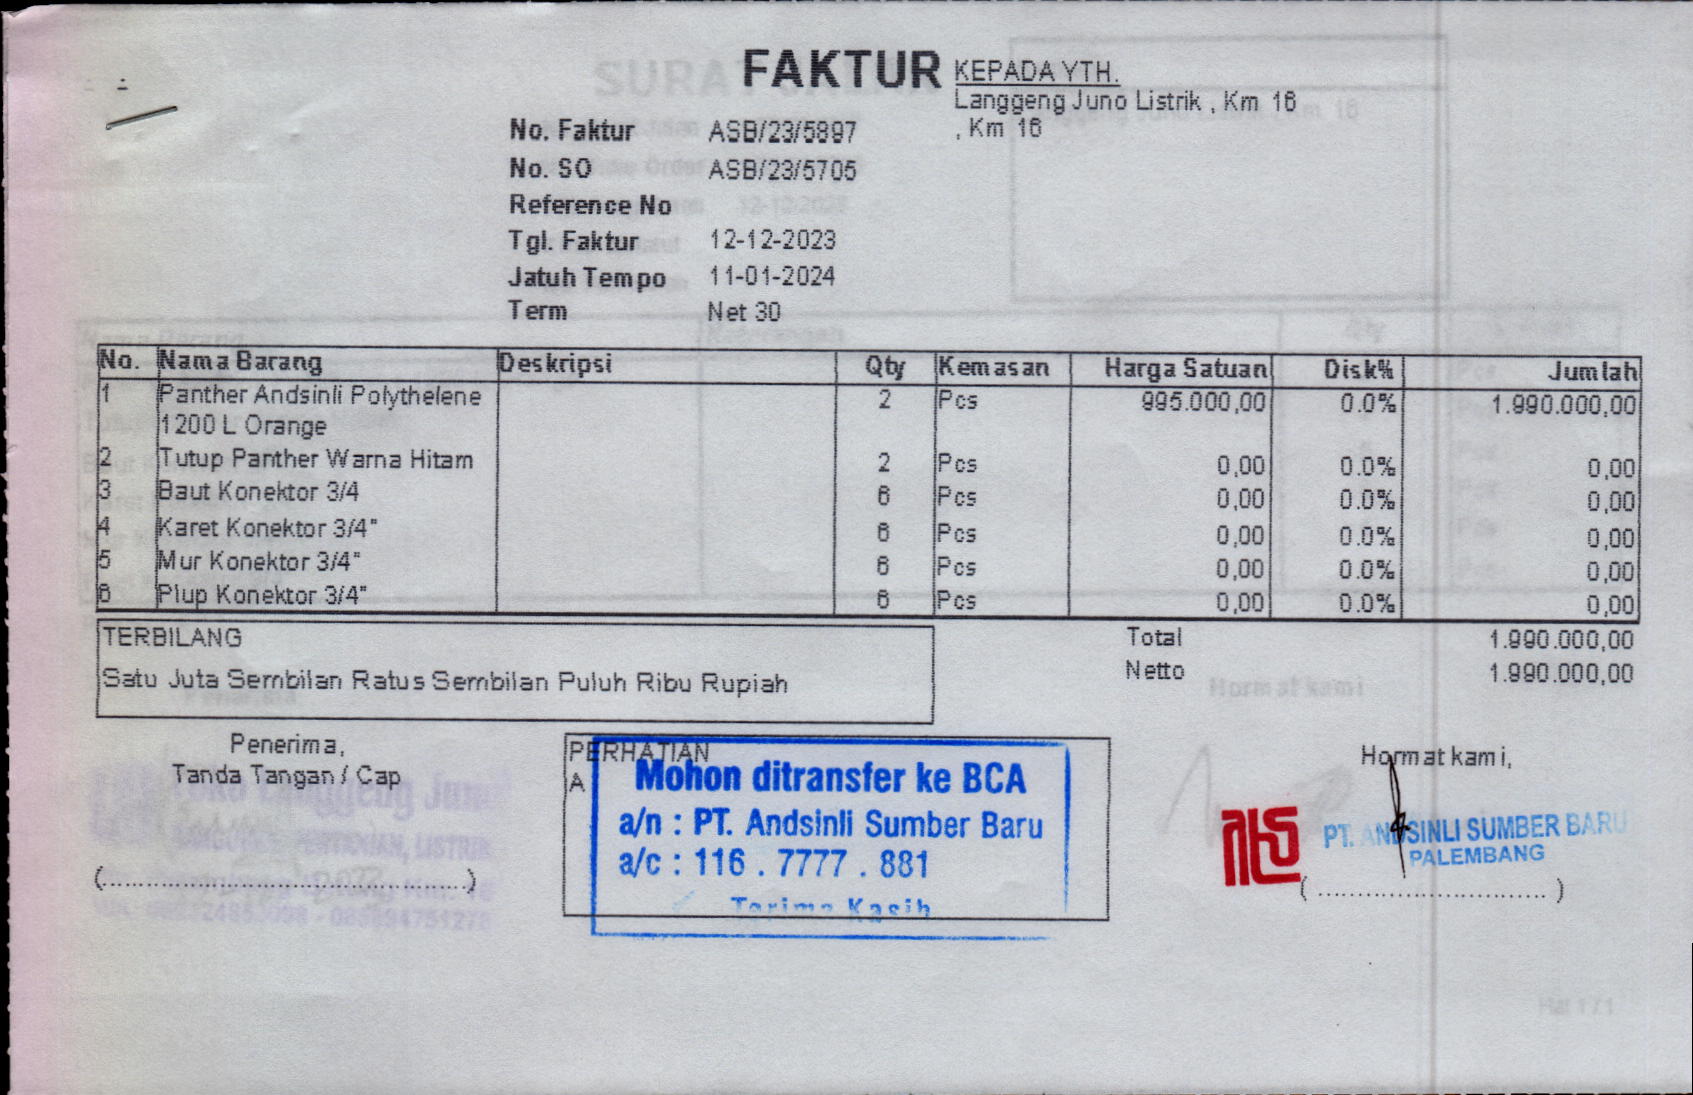 FAKTUR
KEPADA YTH.
Langgeng Juno Listrik , Km 16
, Km 16
No. Faktur ASB/23/5897
No. SO ASB/23/5705
Reference No
Tgl. Faktur 12-12-2023
Jatuh Tempo 11-01-2024
Term Net 30
No. Nama Barang Deskripsi Qty Kemasan Harga Satuan Disk% Jumlah
1 Panther Andsinli Polythelene 2 Pcs 995.000,00 0.0% 1.990.000,00
1200 L Orange
2 Tutup Panther Warna Hitam 2 Pcs 0,00 0.0% 0,00
3 Baut Konektor 3/4 6 Pcs 0,00 0.0% 0,00
4 Karet Konektor 3/4" 6 Pcs 0,00 0.0% 0,00
5 Mur Konektor 3/4" 6 Pcs 0,00 0.0% 0,00
6 Plup Konektor 3/4" 6 Pcs 0,00 0.0% 0,00
TERBILANG
Satu Juta Sembilan Ratus Sembilan Puluh Ribu Rupiah
Total 1.990.000,00
Netto 1.990.000,00
Penerima,
Tanda Tangan / Cap
(........................................)
PERHATIAN
A
Mohon ditransfer ke BCA
a/n : PT. Andsinli Sumber Baru
a/c : 116 . 7777 . 881
Terima Kasih
Hormat kami,
PT. ANDSINLI SUMBER BARU
PALEMBANG
( ............................ )